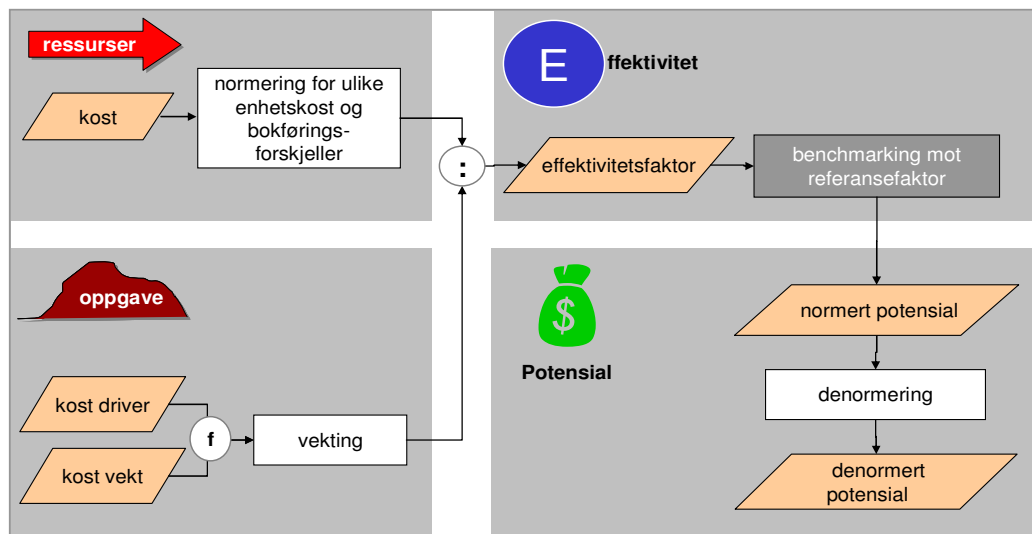 ressurser
kost
normering for ulike
enhetskost og
bokførings-
forskjeller
:
E
ffektivitet
effektivitetsfaktor
benchmarking mot
referansefaktor
oppgave
kost driver
kost vekt
f
vekting
$
Potensial
normert potensial
denormering
denormert
potensial